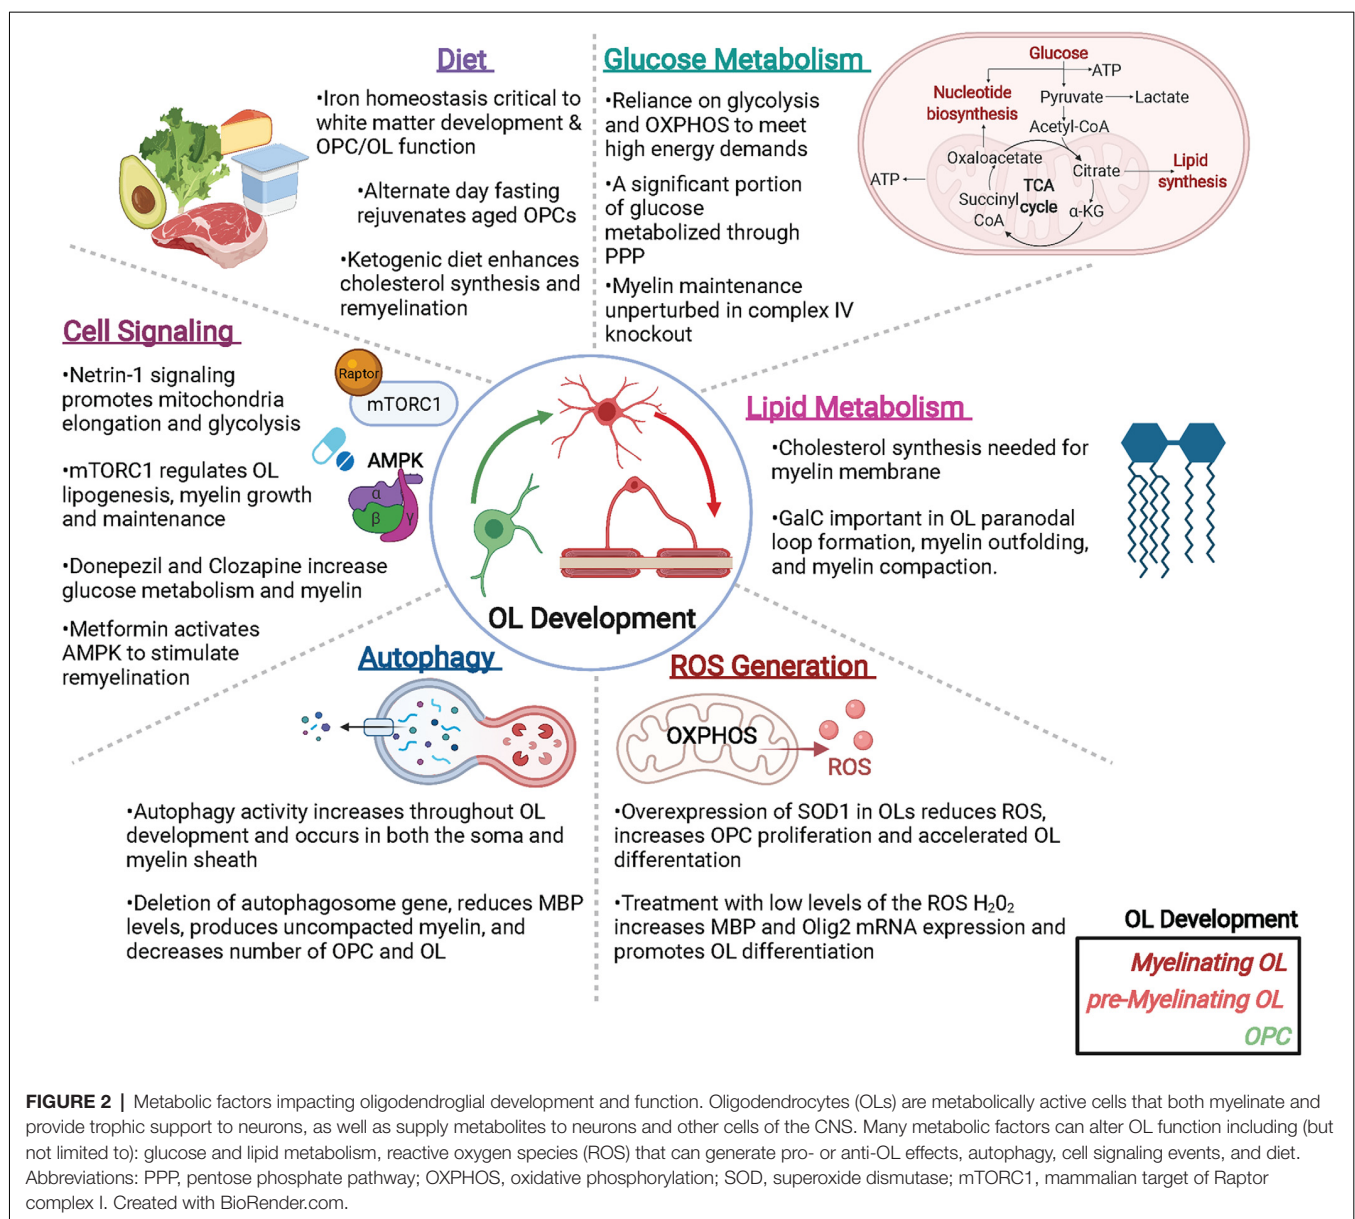 Diet
•Iron homeostasis critical to
white matter development &
OPC/OL function
•Alternate day fasting
rejuvenates aged OPCs
•Ketogenic diet enhances
cholesterol synthesis and
remyelination
Glucose Metabolism
•Reliance on glycolysis
and OXPHOS to meet
high energy demands
•A significant portion
of glucose
metabolized through
PPP
•Myelin maintenance
unperturbed in complex IV
knockout
Glucose
ATP
Nucleotide
biosynthesis
Pyruvate
Lactate
Acetyl-CoA
Oxaloacetate
Citrate
Lipid
synthesis
ATP
TCA
cycle
Succinyl
CoA
α-KG
Cell Signaling
•Netrin-1 signaling
promotes mitochondria
elongation and glycolysis
•mTORC1 regulates OL
lipogenesis, myelin growth
and maintenance
•Donepezil and Clozapine increase
glucose metabolism and myelin
•Metformin activates
AMPK to stimulate
remyelination
Raptor
mTORC1
AMPK
α
β
γ
OL Development
Lipid Metabolism
•Cholesterol synthesis needed for
myelin membrane
•GalC important in OL paranodal
loop formation, myelin outfolding,
and myelin compaction.
Autophagy
•Autophagy activity increases throughout OL
development and occurs in both the soma and
myelin sheath
•Deletion of autophagosome gene, reduces MBP
levels, produces uncompacted myelin, and
decreases number of OPC and OL
ROS Generation
OXPHOS
ROS
•Overexpression of SOD1 in OLs reduces ROS,
increases OPC proliferation and accelerated OL
differentation
•Treatment with low levels of the ROS H₂0₂
increases MBP and Olig2 mRNA expression and
promotes OL differentiation
OL Development
Myelinating OL
pre-Myelinating OL
OPC
FIGURE 2 | Metabolic factors impacting oligodendroglial development and function. Oligodendrocytes (OLs) are metabolically active cells that both myelinate and
provide trophic support to neurons, as well as supply metabolites to neurons and other cells of the CNS. Many metabolic factors can alter OL function including (but
not limited to): glucose and lipid metabolism, reactive oxygen species (ROS) that can generate pro- or anti-OL effects, autophagy, cell signaling events, and diet.
Abbreviations: PPP, pentose phosphate pathway; OXPHOS, oxidative phosphorylation; SOD, superoxide dismutase; mTORC1, mammalian target of Raptor
complex I. Created with BioRender.com.